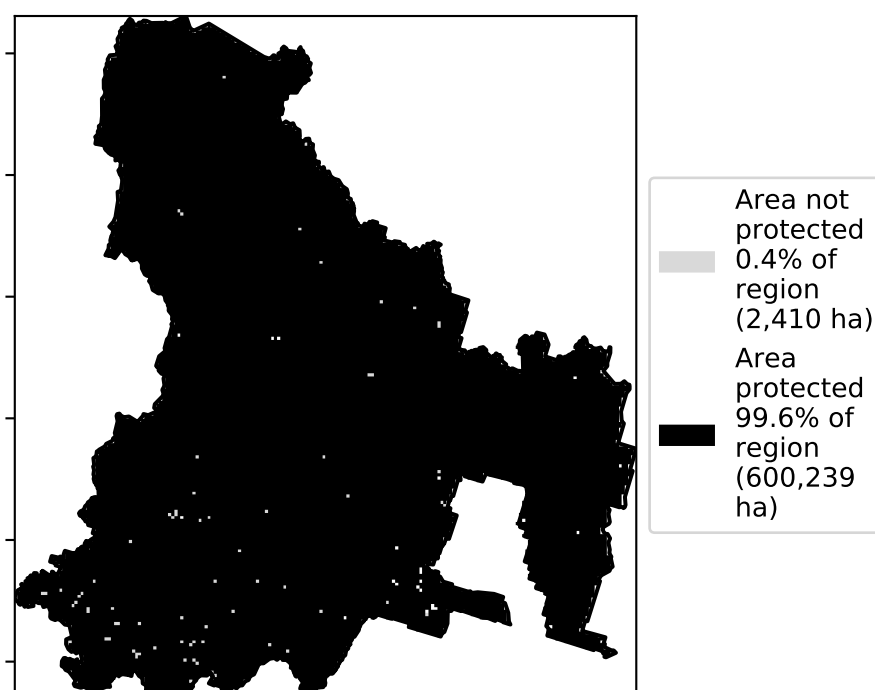 Area not
protected
0.4% of
region
(2,410 ha)
Area
protected
99.6% of
region
(600,239
ha)